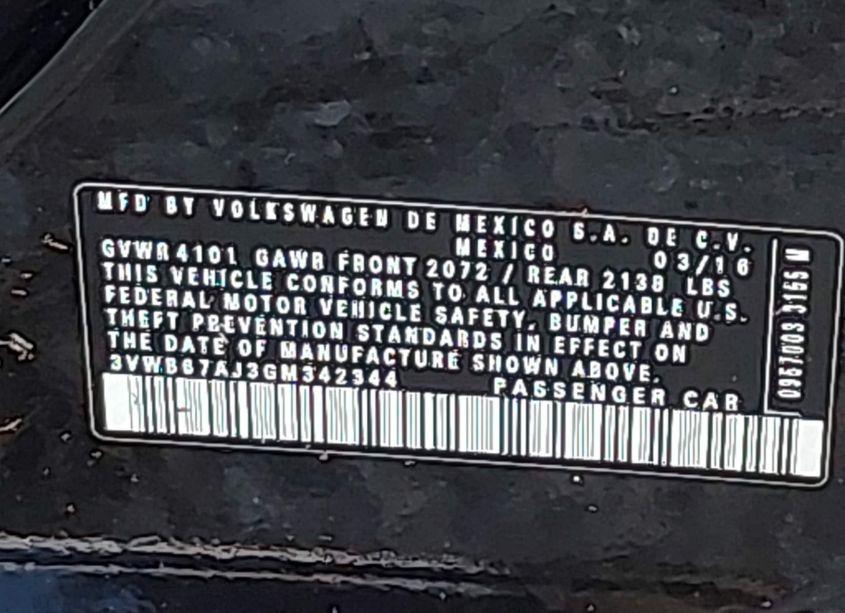 MFD BY VOLKSWAGEN DE MEXICO S.A. DE C.V.
MEXICO 03/16
GVWR 4101 GAWR FRONT 2072 / REAR 2138 LBS
THIS VEHICLE CONFORMS TO ALL APPLICABLE U.S.
FEDERAL MOTOR VEHICLE SAFETY, BUMPER AND
THEFT PREVENTION STANDARDS IN EFFECT ON
THE DATE OF MANUFACTURE SHOWN ABOVE.
3VWB67AJ3GM342344 PASSENGER CAR